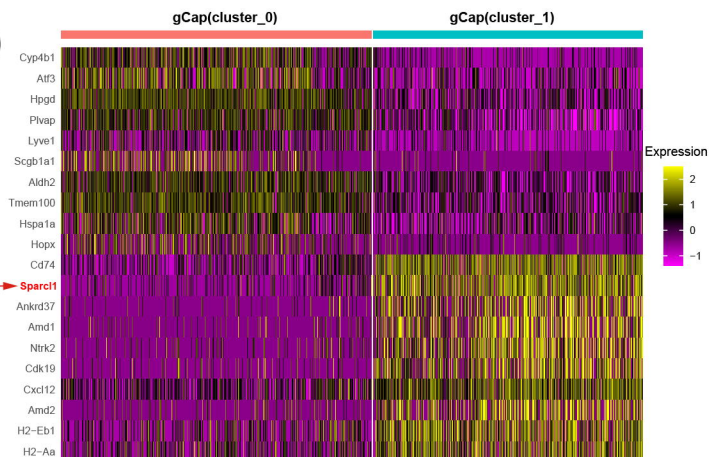 gCap(cluster_0) gCap(cluster_1)
Cyp4b1
Atf3
Hpgd
Plvap
Lyve1
Scgb1a1
Aldh2
Tmem100
Hspa1a
Hopx
Cd74
Sparcl1
Ankrd37
Amd1
Ntrk2
Cdk19
Cxcl12
Amd2
H2−Eb1
H2−Aa
Expression
2
1
0
−1